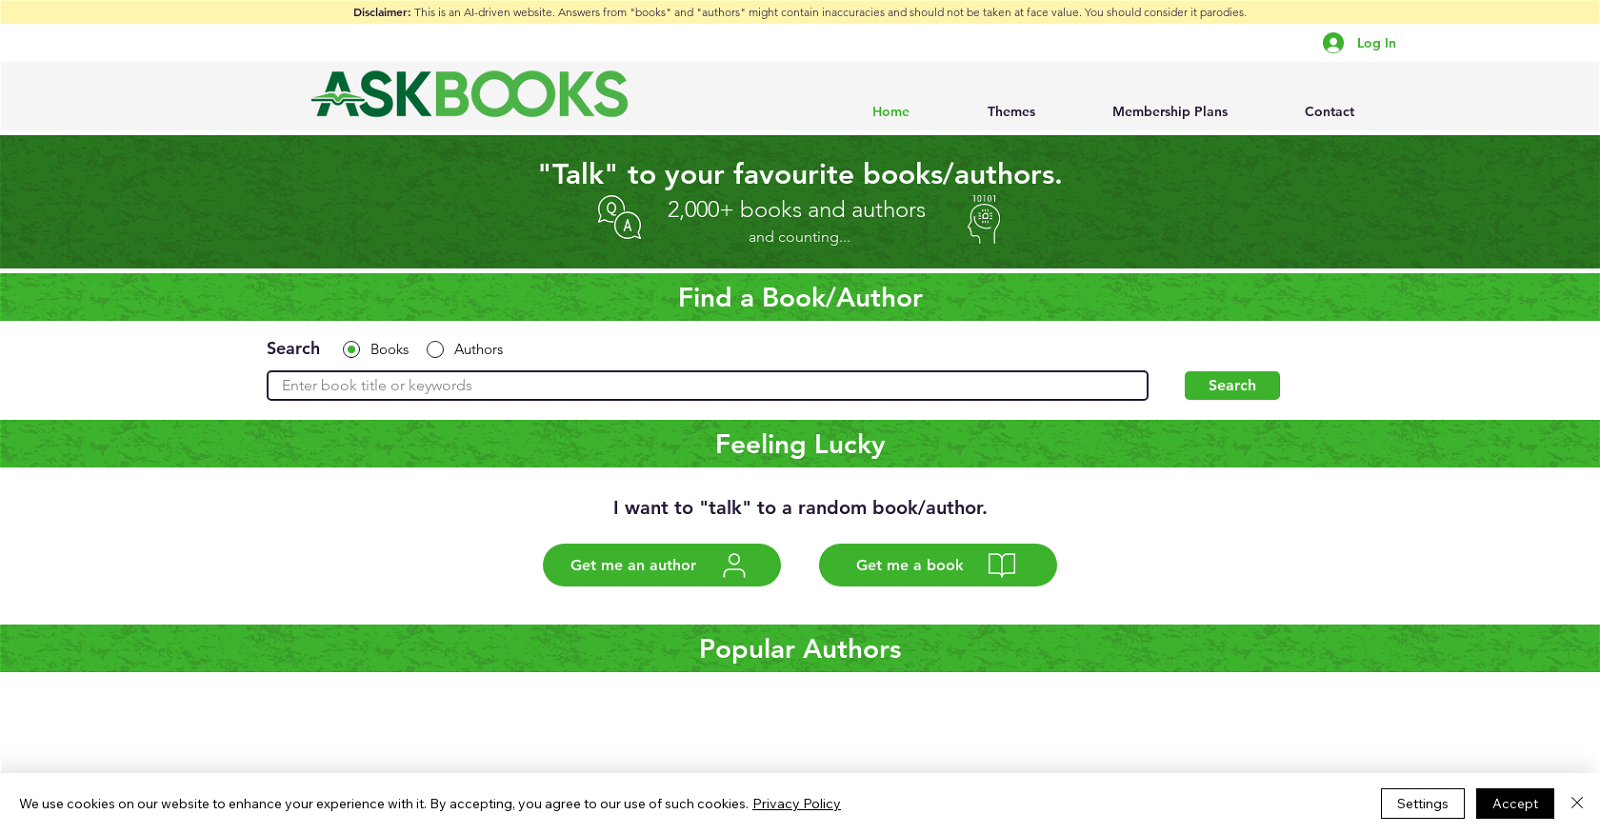 Disclaimer: This is an AI-driven website. Answers from "books" and "authors" might contain inaccuracies and should not be taken at face value. You should consider it parodies.
Log In
ASKBOOKS
Home Themes Membership Plans Contact
"Talk" to your favourite books/authors.
Q
A
2,000+ books and authors
10101
and counting...
Find a Book/Author
Search Books Authors
Enter book title or keywords
Search
Feeling Lucky
I want to "talk" to a random book/author.
Get me an author
Get me a book
Popular Authors
We use cookies on our website to enhance your experience with it. By accepting, you agree to our use of such cookies. Privacy Policy
Settings
Accept